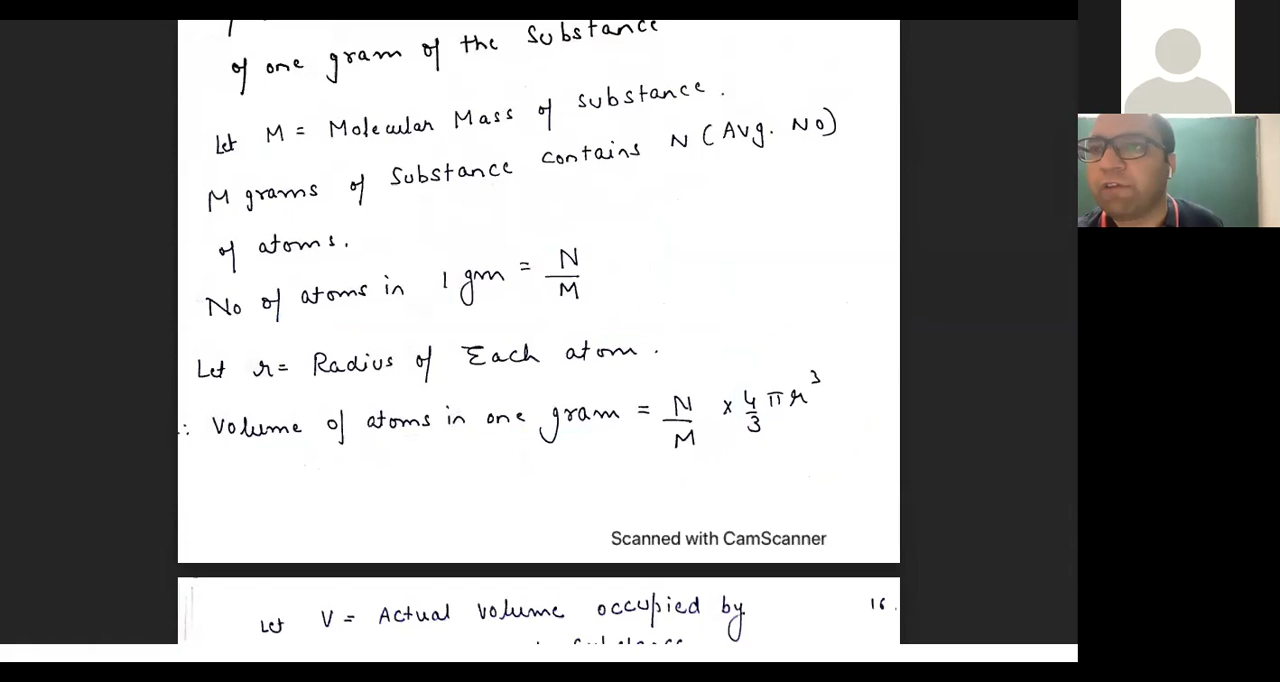 of one gram of the substance
Let M = Molecular Mass of substance.
M grams of Substance contains N (Avg. No)
of atoms.
No of atoms in 1 gm = N/M
Let r = Radius of Each atom.
∴ Volume of atoms in one gram = N/M × 4/3 π r³
Scanned with CamScanner
16.
Let V = Actual volume occupied by